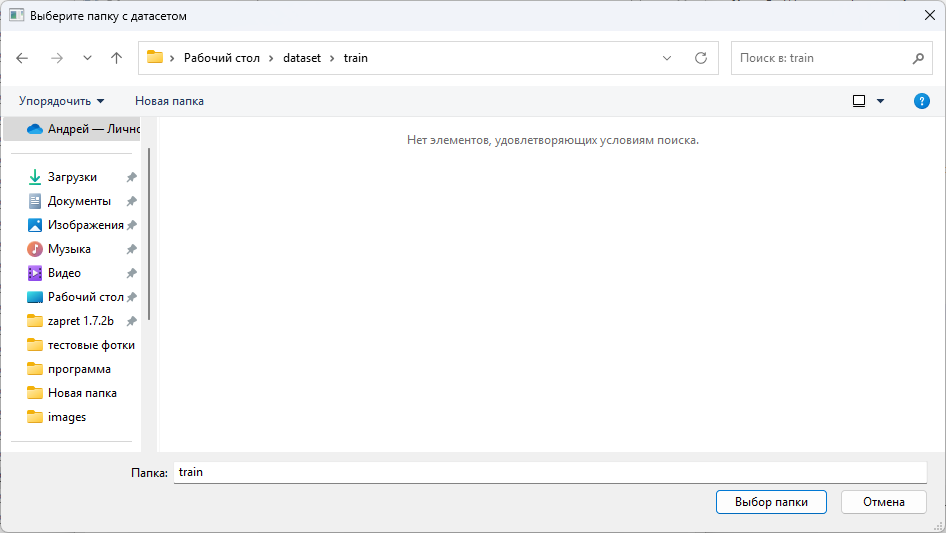 Выберите папку с датасетом
Рабочий стол > dataset > train
Поиск в: train
Упорядочить
Новая папка
?
Андрей — Лично
Нет элементов, удовлетворяющих условиям поиска.
Загрузки
Документы
Изображения
Музыка
Видео
Рабочий стол
zapret 1.7.2b
тестовые фотки
программа
Новая папка
images
Папка: train
Выбор папки
Отмена